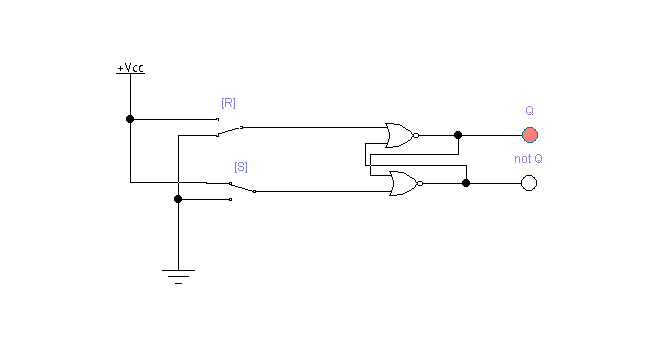 +Vcc
[R]
Q
not Q
[S]